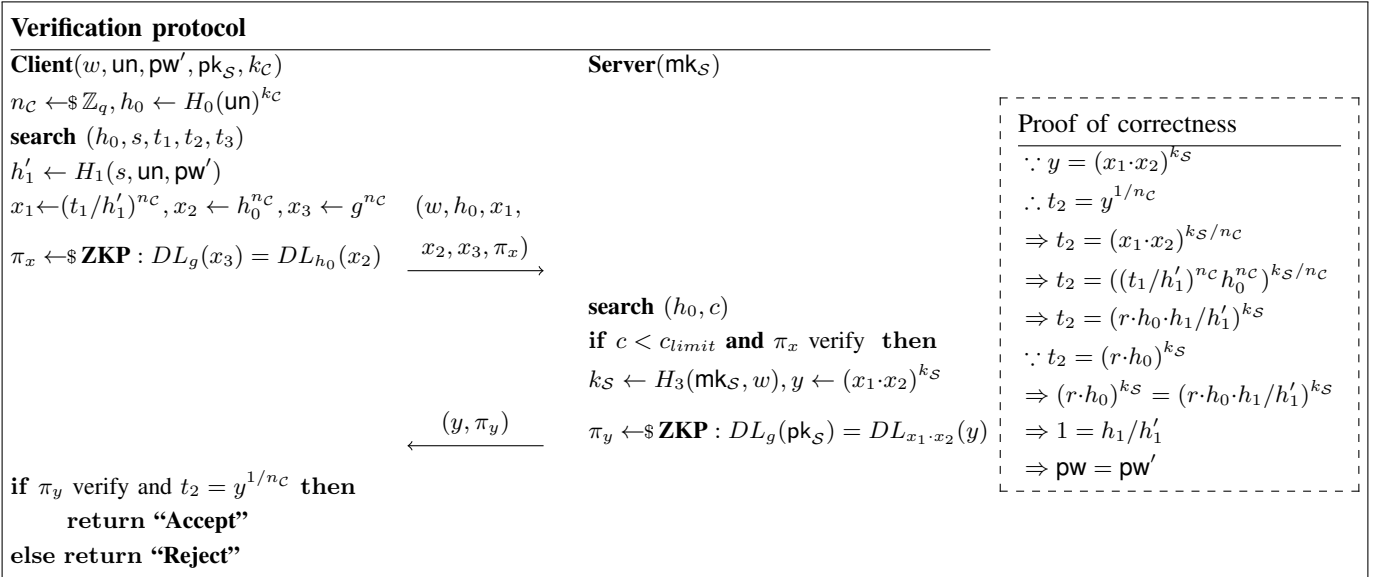 Verification protocol
Client(w, un, pw′, pk_𝒮, k_𝒞)
Server(mk_𝒮)
n_𝒞 ←$ ℤ_q, h_0 ← H_0(un)^{k_𝒞}
search (h_0, s, t_1, t_2, t_3)
h′_1 ← H_1(s, un, pw′)
x_1←(t_1/h′_1)^{n_𝒞}, x_2 ← h_0^{n_𝒞}, x_3 ← g^{n_𝒞} (w, h_0, x_1,
π_x ←$ ZKP : DL_g(x_3) = DL_{h_0}(x_2) x_2, x_3, π_x)
search (h_0, c)
if c < c_{limit} and π_x verify then
k_𝒮 ← H_3(mk_𝒮, w), y ← (x_1·x_2)^{k_𝒮}
(y, π_y) π_y ←$ ZKP : DL_g(pk_𝒮) = DL_{x_1·x_2}(y)
if π_y verify and t_2 = y^{1/n_𝒞} then
return “Accept”
else return “Reject”
Proof of correctness
∵ y = (x_1·x_2)^{k_𝒮}
∴ t_2 = y^{1/n_𝒞}
⇒ t_2 = (x_1·x_2)^{k_𝒮/n_𝒞}
⇒ t_2 = ((t_1/h′_1)^{n_𝒞} h_0^{n_𝒞})^{k_𝒮/n_𝒞}
⇒ t_2 = (r·h_0·h_1/h′_1)^{k_𝒮}
∵ t_2 = (r·h_0)^{k_𝒮}
⇒ (r·h_0)^{k_𝒮} = (r·h_0·h_1/h′_1)^{k_𝒮}
⇒ 1 = h_1/h′_1
⇒ pw = pw′